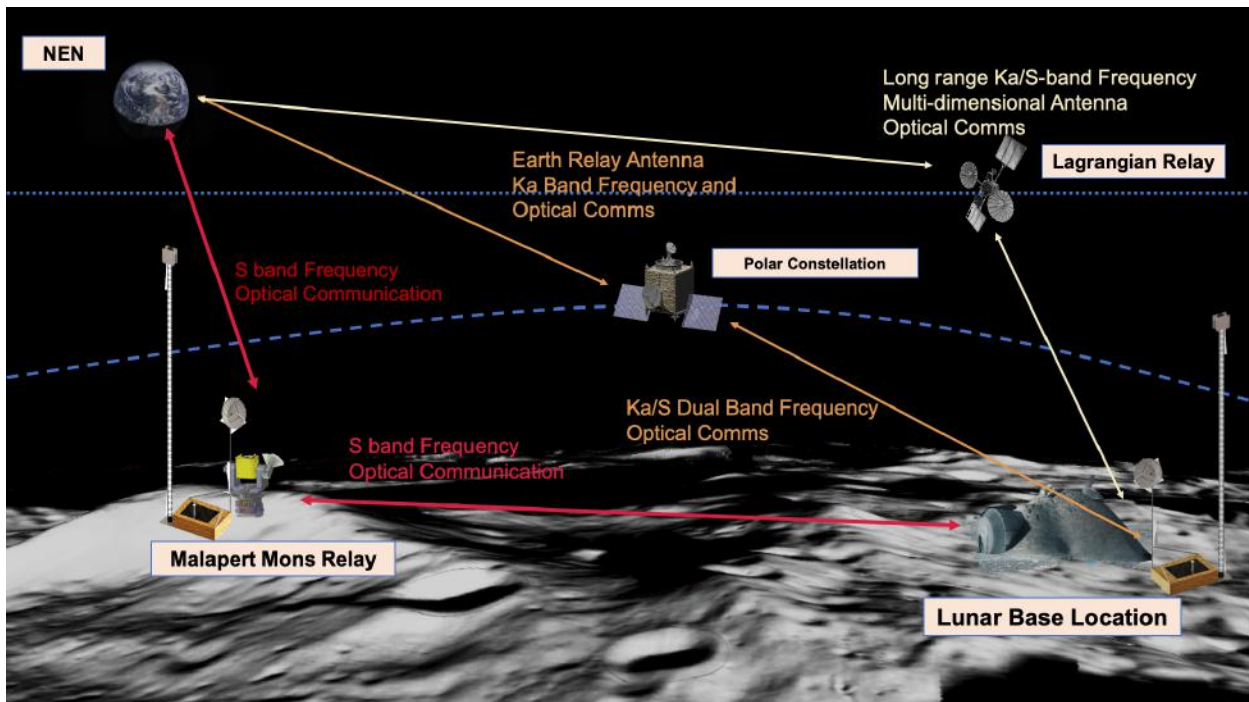 NEN
Long range Ka/S-band Frequency
Multi-dimensional Antenna
Optical Comms
Lagrangian Relay
Earth Relay Antenna
Ka Band Frequency and
Optical Comms
Polar Constellation
S band Frequency
Optical Communication
Ka/S Dual Band Frequency
Optical Comms
S band Frequency
Optical Communication
Malapert Mons Relay
Lunar Base Location